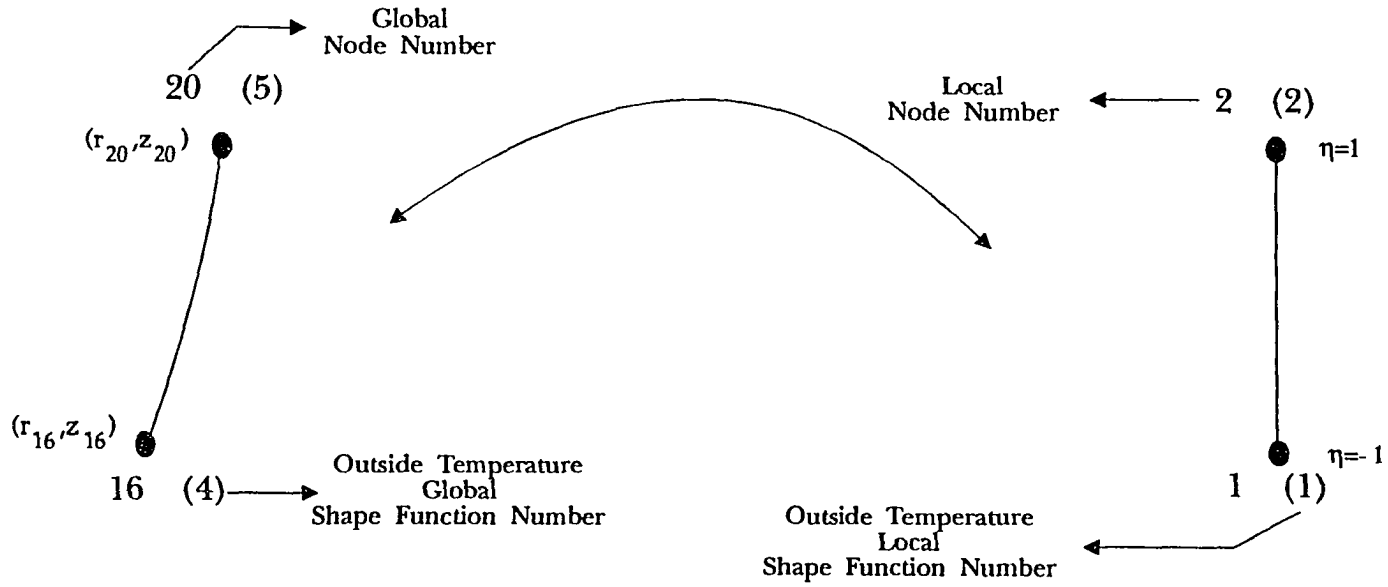 Global
Node Number
20 (5)
(r20,z20)
(r16,z16)
16 (4)
Outside Temperature
Global
Shape Function Number
Local
Node Number
2 (2)
η=1
η=-1
1 (1)
Outside Temperature
Local
Shape Function Number